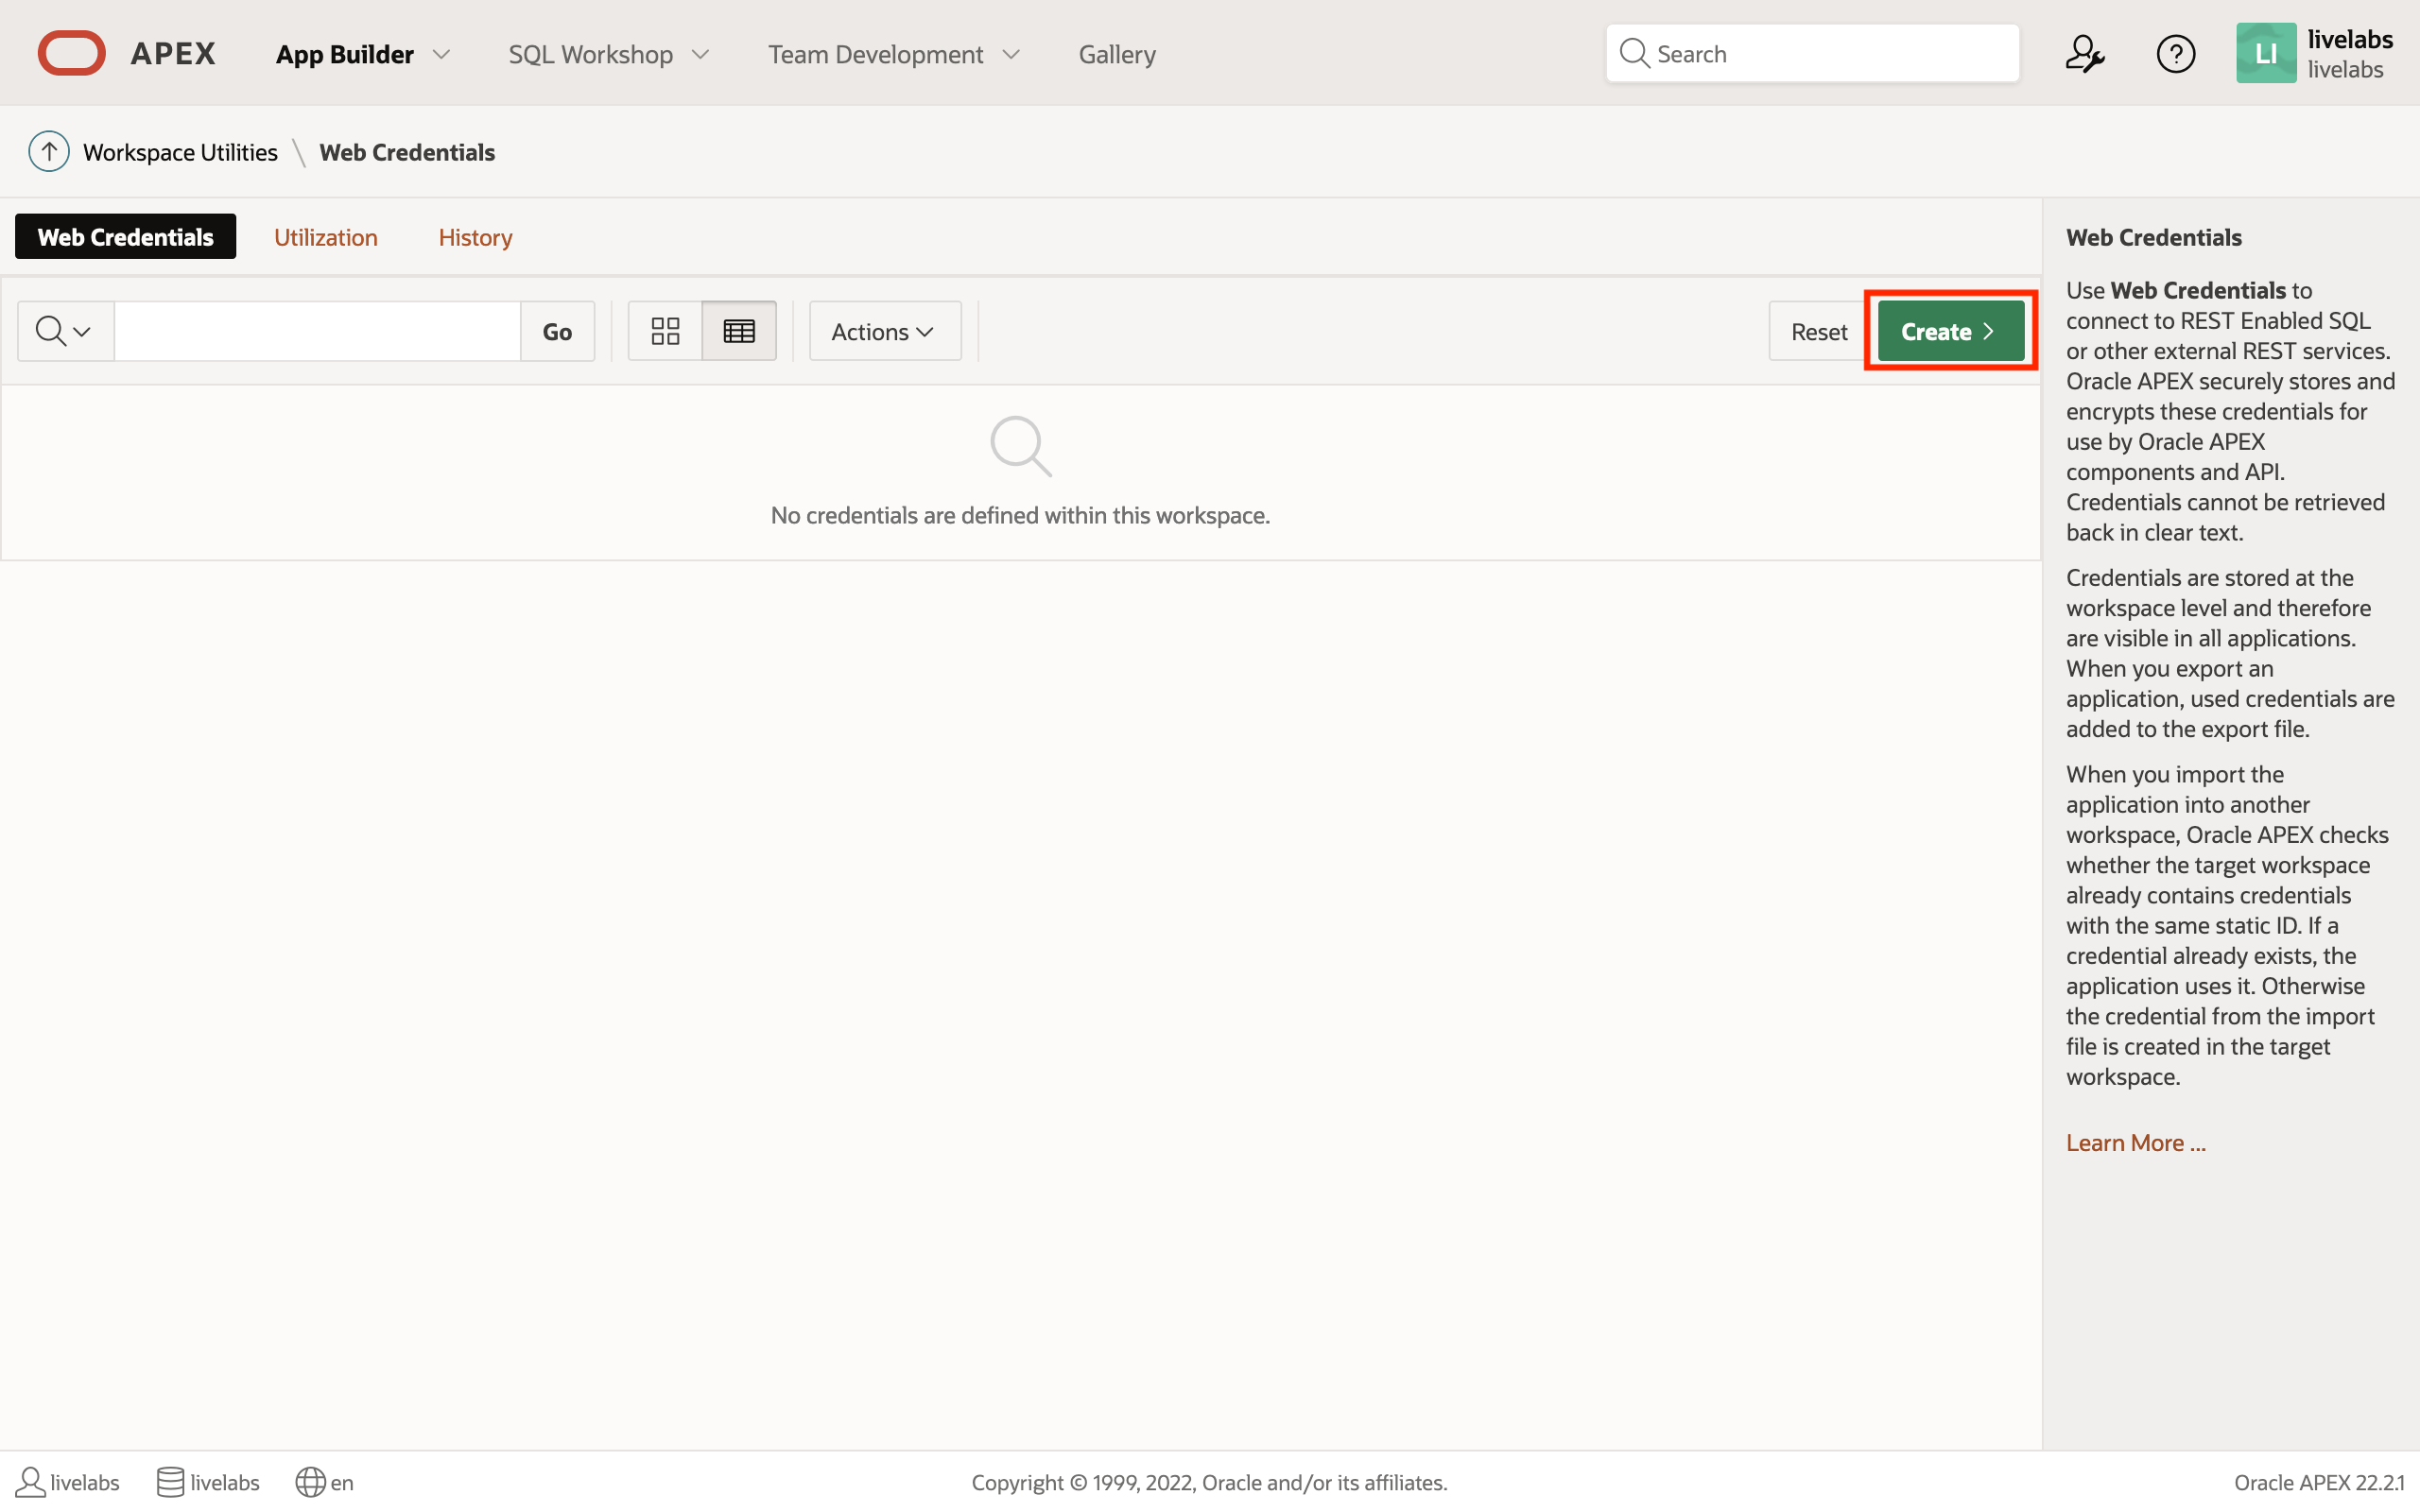 APEX App Builder SQL Workshop Team Development Gallery Search LI livelabs
livelabs
Workspace Utilities \ Web Credentials
Web Credentials Utilization History
Go Actions Reset Create
No credentials are defined within this workspace.
Web Credentials
Use Web Credentials to
connect to REST Enabled SQL
or other external REST services.
Oracle APEX securely stores and
encrypts these credentials for
use by Oracle APEX
components and API.
Credentials cannot be retrieved
back in clear text.
Credentials are stored at the
workspace level and therefore
are visible in all applications.
When you export an
application, used credentials are
added to the export file.
When you import the
application into another
workspace, Oracle APEX checks
whether the target workspace
already contains credentials
with the same static ID. If a
credential already exists, the
application uses it. Otherwise
the credential from the import
file is created in the target
workspace.
Learn More ...
livelabs livelabs en Copyright © 1999, 2022, Oracle and/or its affiliates. Oracle APEX 22.2.1